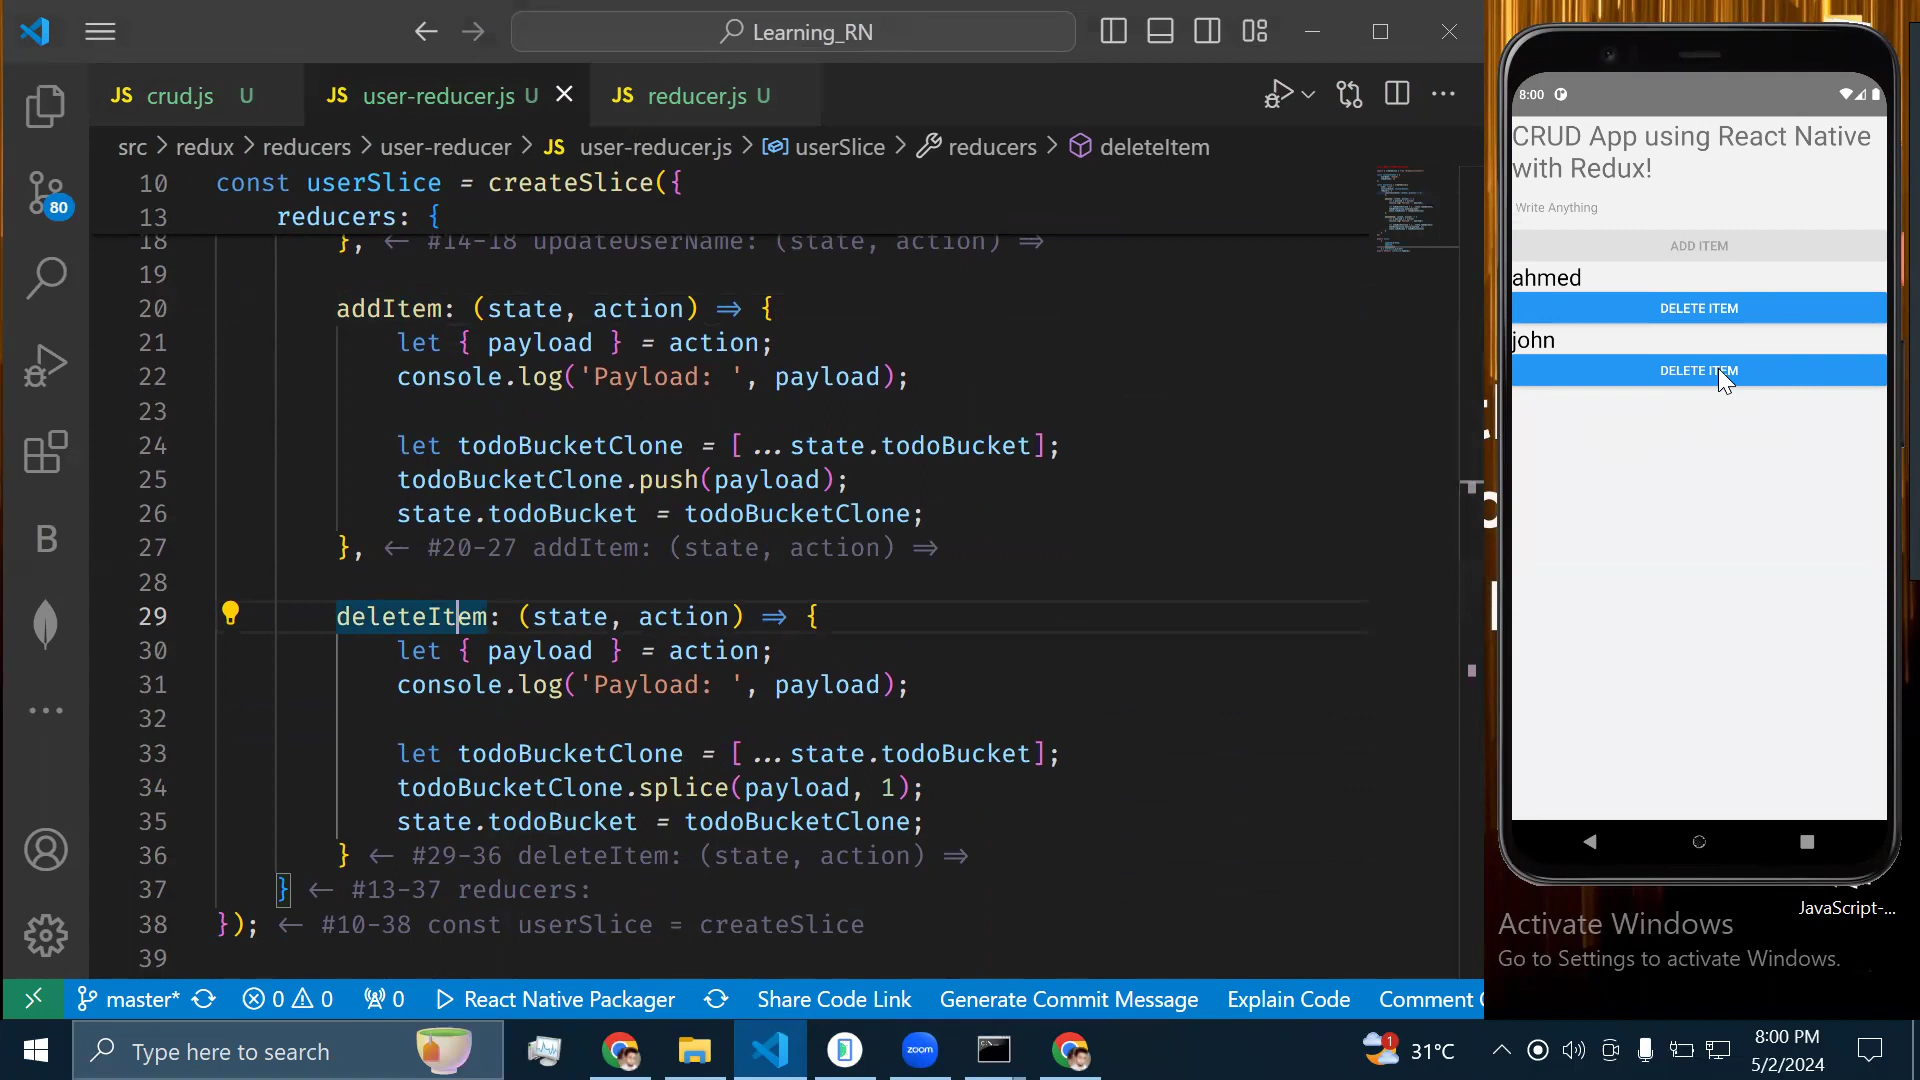 Learning_RN
JS crud.js U
JS user-reducer.js U
JS reducer.js U
src > redux > reducers > user-reducer > JS user-reducer.js > userSlice > reducers > deleteItem
10 const userSlice = createSlice({
13 reducers: {
18 }, ← #14-18 updateUserName: (state, action) ⇒
19
20 addItem: (state, action) ⇒ {
21 let { payload } = action;
22 console.log('Payload: ', payload);
23
24 let todoBucketClone = [...state.todoBucket];
25 todoBucketClone.push(payload);
26 state.todoBucket = todoBucketClone;
27 }, ← #20-27 addItem: (state, action) ⇒
28
29 deleteItem: (state, action) ⇒ {
30 let { payload } = action;
31 console.log('Payload: ', payload);
32
33 let todoBucketClone = [...state.todoBucket];
34 todoBucketClone.splice(payload, 1);
35 state.todoBucket = todoBucketClone;
36 } ← #29-36 deleteItem: (state, action) ⇒
37 } ← #13-37 reducers:
38 }); ← #10-38 const userSlice = createSlice
39
80
B
master* 0 0 0 React Native Packager Share Code Link Generate Commit Message Explain Code Comment
8:00
CRUD App using React Native
with Redux!
Write Anything
ADD ITEM
ahmed
DELETE ITEM
john
DELETE ITEM
JavaScript-...
Activate Windows
Go to Settings to activate Windows.
Type here to search
zoom
1
31°C
8:00 PM
5/2/2024